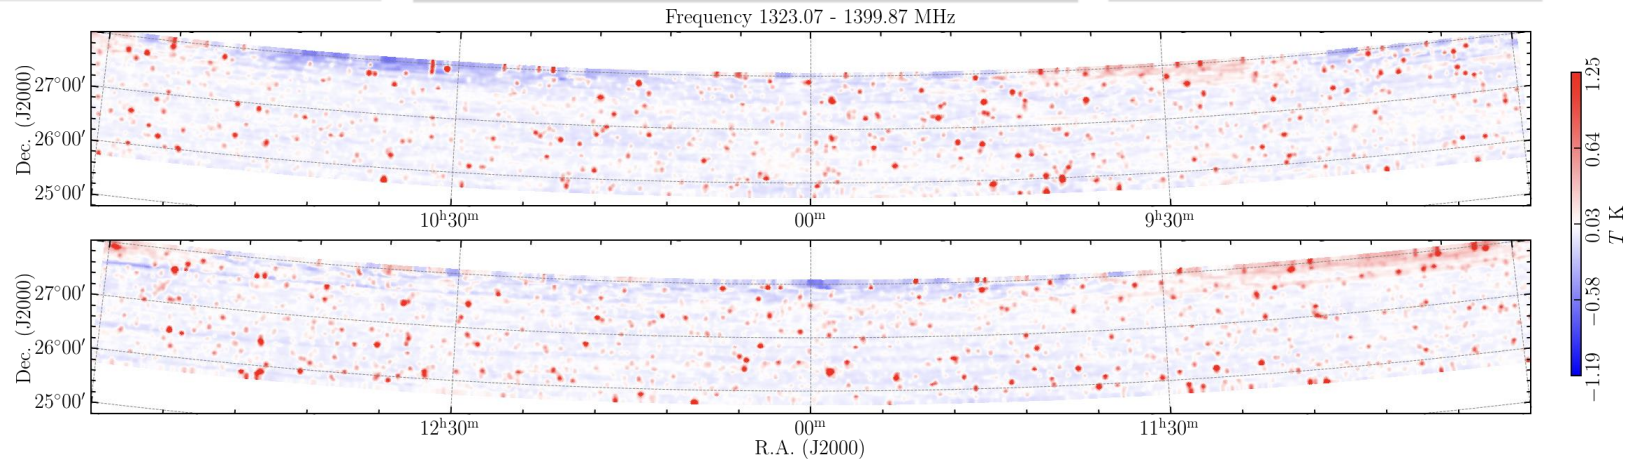 Frequency 1323.07 - 1399.87 MHz
Dec. (J2000)
27°00′
26°00′
25°00′
10ʰ30ᵐ
00ᵐ
9ʰ30ᵐ
Dec. (J2000)
27°00′
26°00′
25°00′
12ʰ30ᵐ
00ᵐ
11ʰ30ᵐ
R.A. (J2000)
1.25
0.64
0.03
−0.58
−1.19
T K